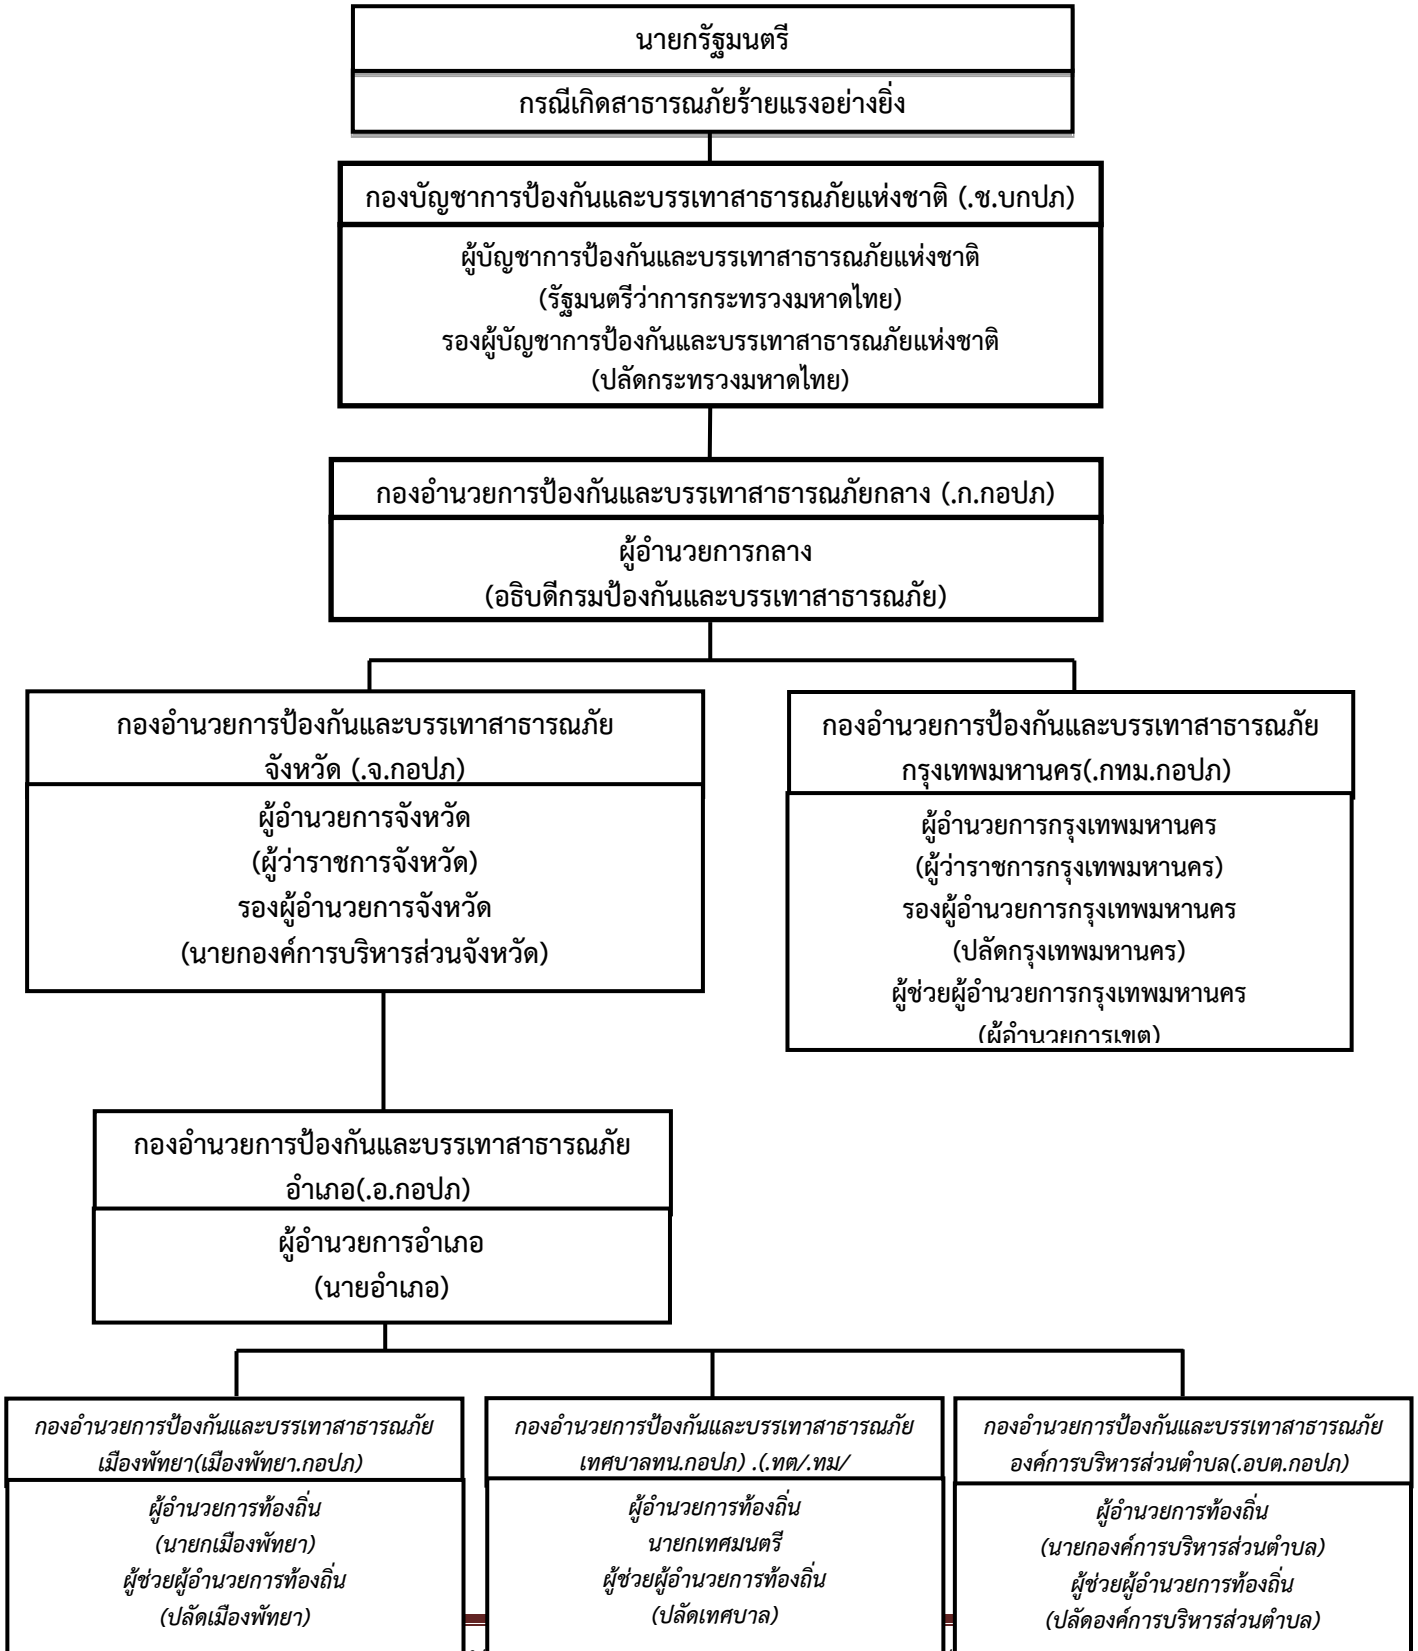 นายกรัฐมนตรี
กรณีเกิดสาธารณภัยร้ายแรงอย่างยิ่ง
กองบัญชาการป้องกันและบรรเทาสาธารณภัยแห่งชาติ (.ช.บกปภ)
ผู้บัญชาการป้องกันและบรรเทาสาธารณภัยแห่งชาติ
(รัฐมนตรีว่าการกระทรวงมหาดไทย)
รองผู้บัญชาการป้องกันและบรรเทาสาธารณภัยแห่งชาติ
(ปลัดกระทรวงมหาดไทย)
กองอำนวยการป้องกันและบรรเทาสาธารณภัยกลาง (.ก.กอปภ)
ผู้อำนวยการกลาง
(อธิบดีกรมป้องกันและบรรเทาสาธารณภัย)
กองอำนวยการป้องกันและบรรเทาสาธารณภัย
จังหวัด (.จ.กอปภ)
ผู้อำนวยการจังหวัด
(ผู้ว่าราชการจังหวัด)
รองผู้อำนวยการจังหวัด
(นายกองค์การบริหารส่วนจังหวัด)
กองอำนวยการป้องกันและบรรเทาสาธารณภัย
กรุงเทพมหานคร(.กทม.กอปภ)
ผู้อำนวยการกรุงเทพมหานคร
(ผู้ว่าราชการกรุงเทพมหานคร)
รองผู้อำนวยการกรุงเทพมหานคร
(ปลัดกรุงเทพมหานคร)
ผู้ช่วยผู้อำนวยการกรุงเทพมหานคร
(ผู้อำนวยการเขต)
กองอำนวยการป้องกันและบรรเทาสาธารณภัย
อำเภอ(.อ.กอปภ)
ผู้อำนวยการอำเภอ
(นายอำเภอ)
กองอำนวยการป้องกันและบรรเทาสาธารณภัย
เมืองพัทยา(เมืองพัทยา.กอปภ)
ผู้อำนวยการท้องถิ่น
(นายกเมืองพัทยา)
ผู้ช่วยผู้อำนวยการท้องถิ่น
(ปลัดเมืองพัทยา)
กองอำนวยการป้องกันและบรรเทาสาธารณภัย
เทศบาลทน.กอปภ) .(.ทต/.ทม/
ผู้อำนวยการท้องถิ่น
นายกเทศมนตรี
ผู้ช่วยผู้อำนวยการท้องถิ่น
(ปลัดเทศบาล)
กองอำนวยการป้องกันและบรรเทาสาธารณภัย
องค์การบริหารส่วนตำบล(.อบต.กอปภ)
ผู้อำนวยการท้องถิ่น
(นายกองค์การบริหารส่วนตำบล)
ผู้ช่วยผู้อำนวยการท้องถิ่น
(ปลัดองค์การบริหารส่วนตำบล)